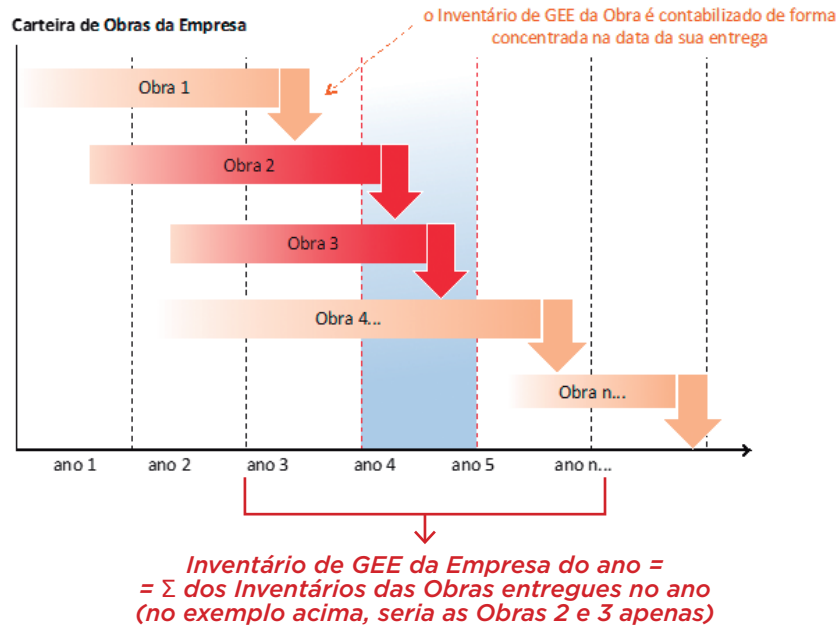 Carteira de Obras da Empresa
o Inventário de GEE da Obra é contabilizado de forma
concentrada na data da sua entrega
Obra 1
Obra 2
Obra 3
Obra 4...
Obra n...
ano 1
ano 2
ano 3
ano 4
ano 5
ano n...
Inventário de GEE da Empresa do ano =
= Σ dos Inventários das Obras entregues no ano
(no exemplo acima, seria as Obras 2 e 3 apenas)